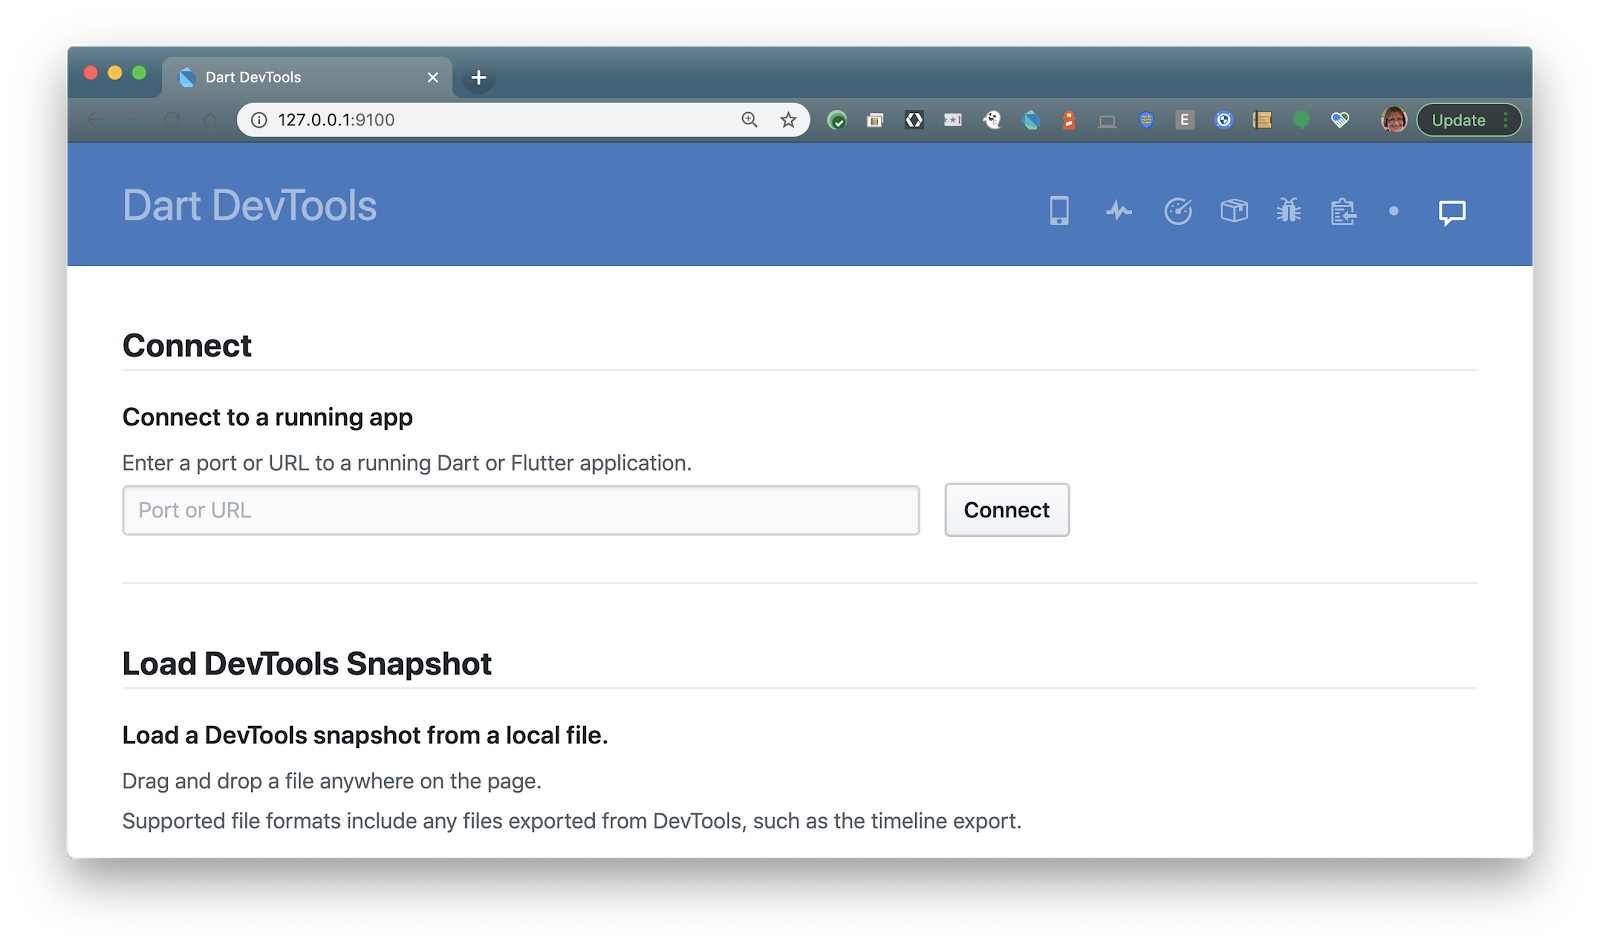 Dart DevTools
127.0.0.1:9100
E
Update
Dart DevTools
Connect
Connect to a running app
Enter a port or URL to a running Dart or Flutter application.
Port or URL
Connect
Load DevTools Snapshot
Load a DevTools snapshot from a local file.
Drag and drop a file anywhere on the page.
Supported file formats include any files exported from DevTools, such as the timeline export.